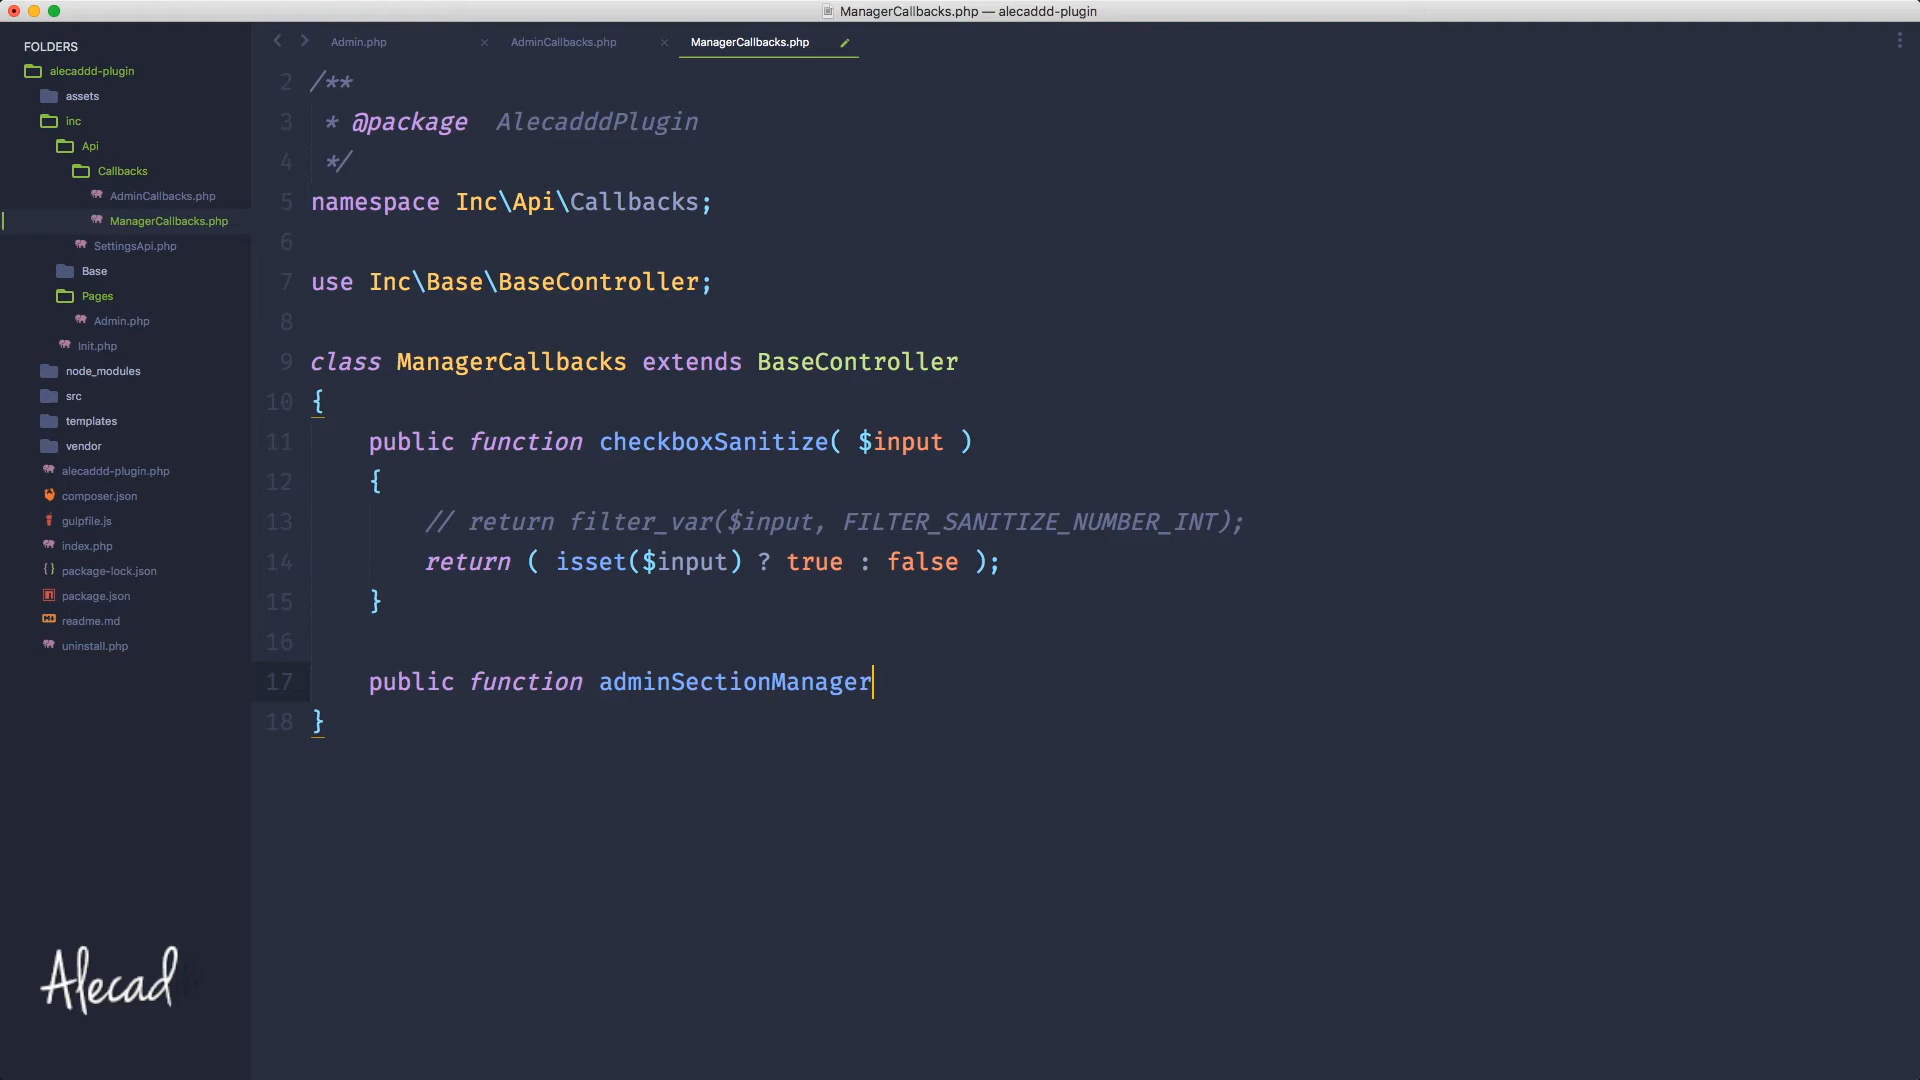 ManagerCallbacks.php — alecaddd-plugin
FOLDERS
alecaddd-plugin
assets
inc
Api
Callbacks
AdminCallbacks.php
ManagerCallbacks.php
SettingsApi.php
Base
Pages
Admin.php
Init.php
node_modules
src
templates
vendor
alecaddd-plugin.php
composer.json
gulpfile.js
index.php
package-lock.json
package.json
readme.md
uninstall.php
Alecad
Admin.php
AdminCallbacks.php
ManagerCallbacks.php
2 /**
3 * @package  AlecadddPlugin
4 */
5 namespace Inc\Api\Callbacks;
6
7 use Inc\Base\BaseController;
8
9 class ManagerCallbacks extends BaseController
10 {
11 public function checkboxSanitize( $input )
12 {
13 // return filter_var($input, FILTER_SANITIZE_NUMBER_INT);
14 return ( isset($input) ? true : false );
15 }
16
17 public function adminSectionManager
18 }